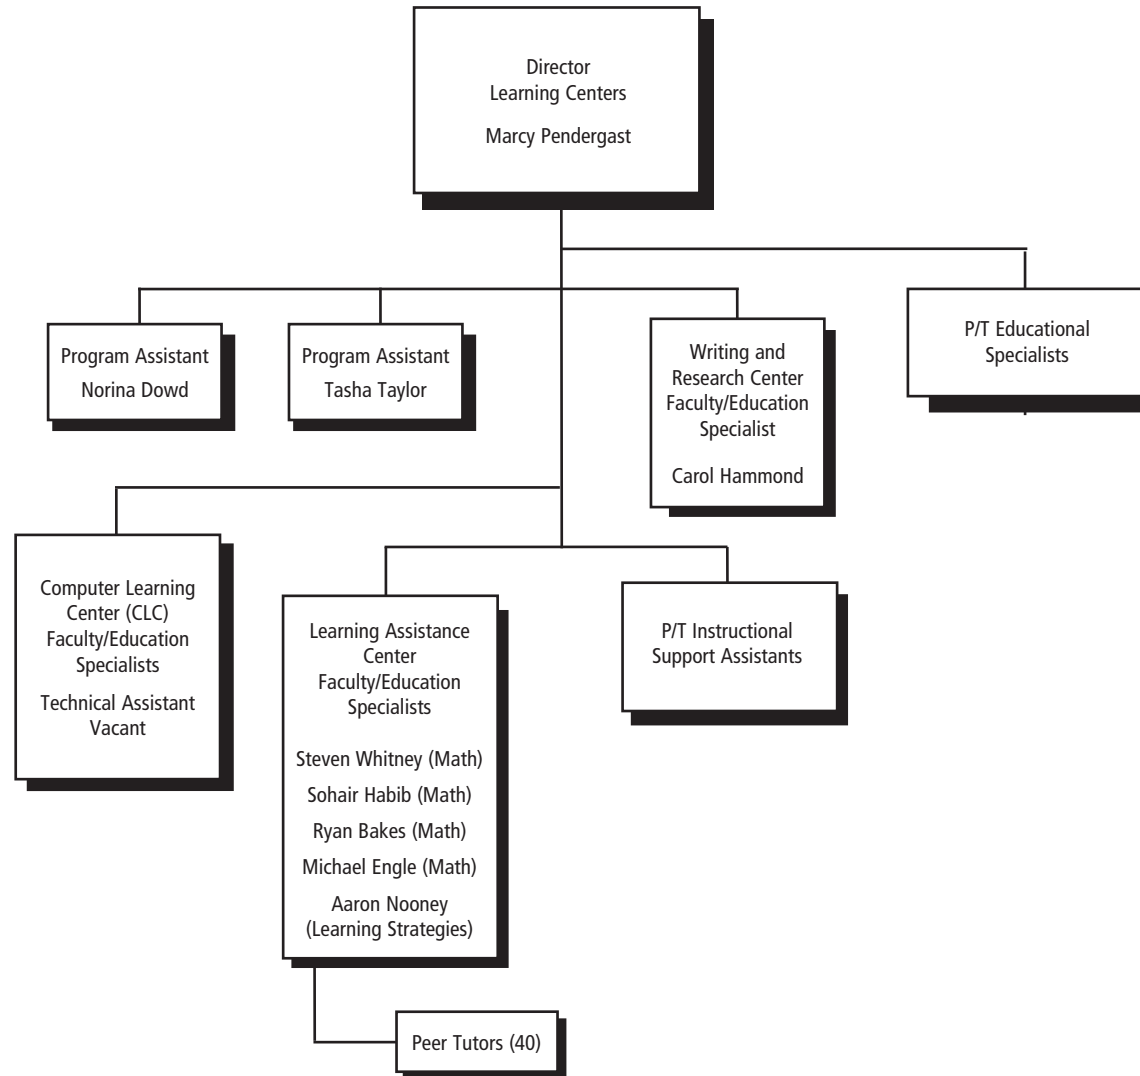 Director
Learning Centers
Marcy Pendergast
Program Assistant
Norina Dowd
Program Assistant
Tasha Taylor
Writing and
Research Center
Faculty/Education
Specialist
Carol Hammond
P/T Educational
Specialists
Computer Learning
Center (CLC)
Faculty/Education
Specialists
Technical Assistant
Vacant
Learning Assistance
Center
Faculty/Education
Specialists
Steven Whitney (Math)
Sohair Habib (Math)
Ryan Bakes (Math)
Michael Engle (Math)
Aaron Nooney
(Learning Strategies)
P/T Instructional
Support Assistants
Peer Tutors (40)